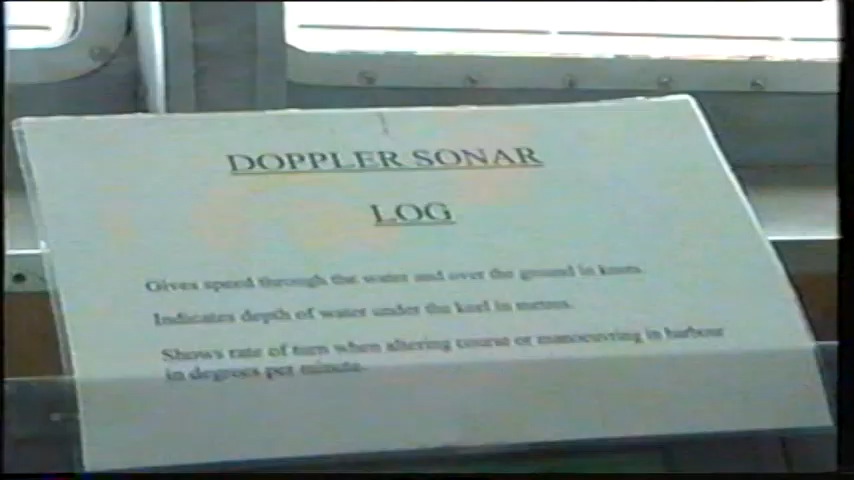 DOPPLER SONAR
LOG
Gives speed through the water and over the ground in knots.
Indicates depth of water under the keel in metres.
Shows rate of turn when altering course or manoeuvring in harbour
in degrees per minute.